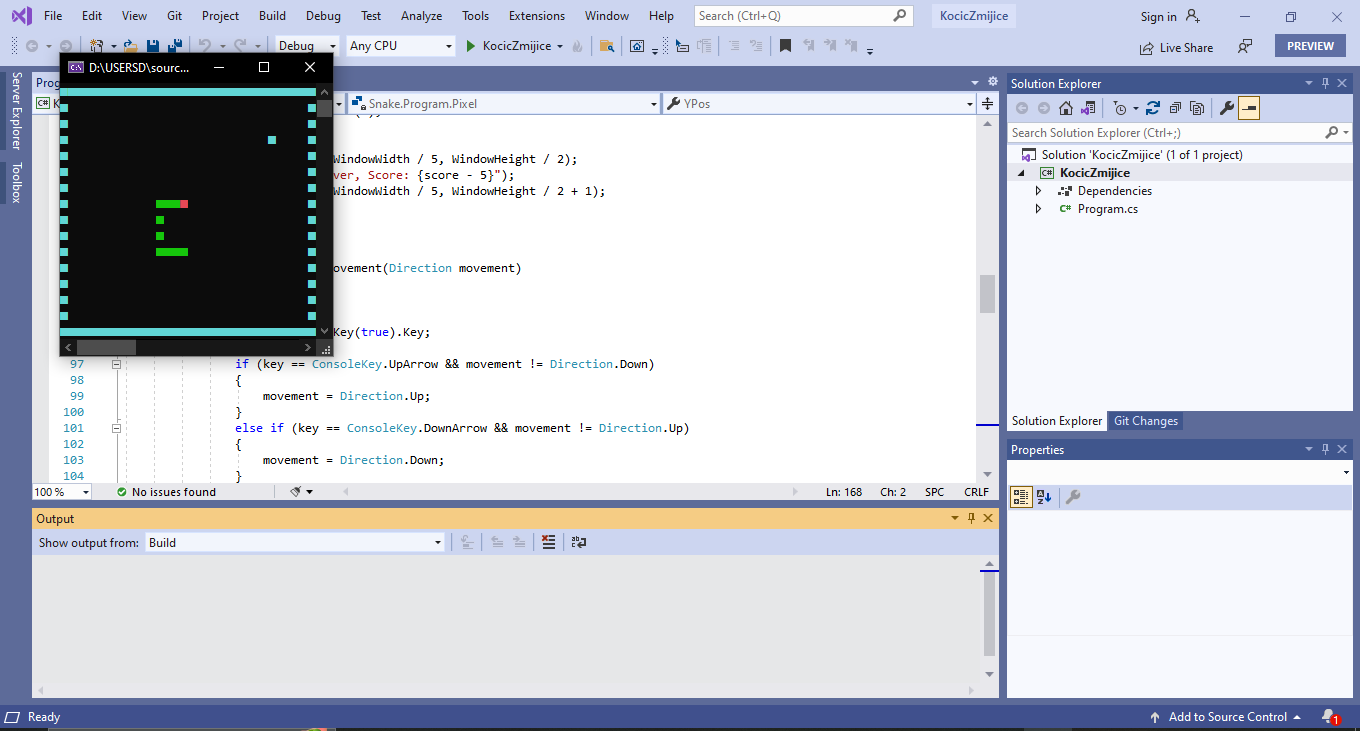 File Edit View Git Project Build Debug Test Analyze Tools Extensions Window Help Search (Ctrl+Q) KocicZmijice Sign in
Debug Any CPU KocicZmijice Live Share PREVIEW
D:\USERSD\sourc...
Server Explorer
Toolbox
Prog
C# K
Snake.Program.Pixel YPos
WindowWidth / 5, WindowHeight / 2);
ver, Score: {score - 5}");
WindowWidth / 5, WindowHeight / 2 + 1);
ovement(Direction movement)
Key(true).Key;
97 if (key == ConsoleKey.UpArrow && movement != Direction.Down)
98 {
99 movement = Direction.Up;
100 }
101 else if (key == ConsoleKey.DownArrow && movement != Direction.Up)
102 {
103 movement = Direction.Down;
104 }
100 % No issues found Ln: 168 Ch: 2 SPC CRLF
Output
Show output from: Build
Solution Explorer
Search Solution Explorer (Ctrl+;)
Solution 'KocicZmijice' (1 of 1 project)
C# KocicZmijice
Dependencies
C# Program.cs
Solution Explorer Git Changes
Properties
Ready Add to Source Control 1